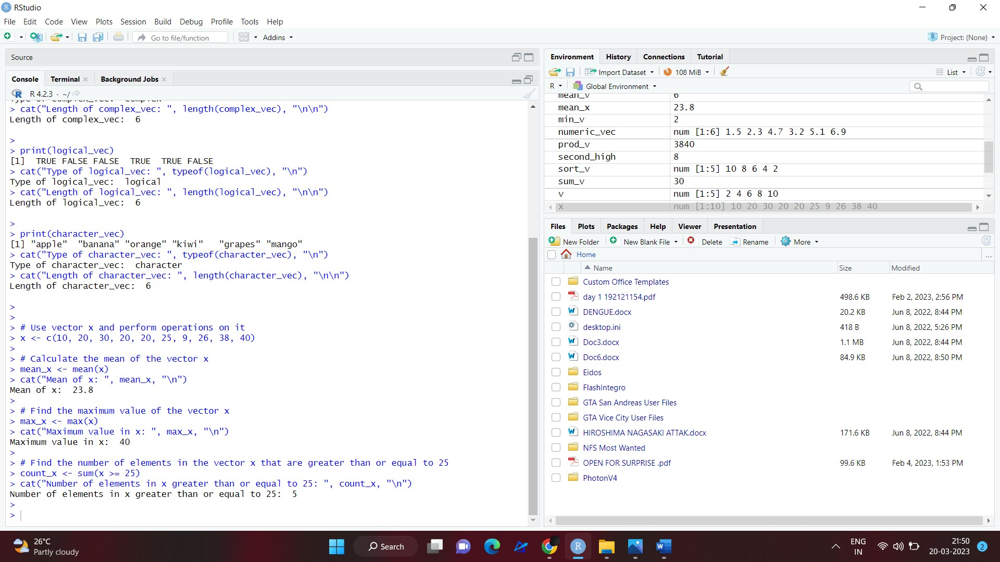 RStudio
File Edit Code View Plots Session Build Debug Profile Tools Help
Go to file/function
Addins
Project: (None)
Source
Console Terminal Background Jobs
R 4.2.3 · ~/
> cat("Length of complex_vec: ", length(complex_vec), "\n\n")
Length of complex_vec:  6
>
> print(logical_vec)
[1]  TRUE FALSE FALSE  TRUE  TRUE FALSE
> cat("Type of logical_vec: ", typeof(logical_vec), "\n")
Type of logical_vec:  logical
> cat("Length of logical_vec: ", length(logical_vec), "\n\n")
Length of logical_vec:  6
>
> print(character_vec)
[1] "apple"  "banana" "orange" "kiwi"   "grapes" "mango"
> cat("Type of character_vec: ", typeof(character_vec), "\n")
Type of character_vec:  character
> cat("Length of character_vec: ", length(character_vec), "\n\n")
Length of character_vec:  6
>
>
> # Use vector x and perform operations on it
> x <- c(10, 20, 30, 20, 20, 25, 9, 26, 38, 40)
>
> # Calculate the mean of the vector x
> mean_x <- mean(x)
> cat("Mean of x: ", mean_x, "\n")
Mean of x:  23.8
>
> # Find the maximum value of the vector x
> max_x <- max(x)
> cat("Maximum value in x: ", max_x, "\n")
Maximum value in x:  40
>
> # Find the number of elements in the vector x that are greater than or equal to 25
> count_x <- sum(x >= 25)
> cat("Number of elements in x greater than or equal to 25: ", count_x, "\n")
Number of elements in x greater than or equal to 25:  5
>
>
Environment History Connections Tutorial
Import Dataset 108 MiB List
R Global Environment
mean_v 6
mean_x 23.8
min_v 2
numeric_vec num [1:6] 1.5 2.3 4.7 3.2 5.1 6.9
prod_v 3840
second_high 8
sort_v num [1:5] 10 8 6 4 2
sum_v 30
v num [1:5] 2 4 6 8 10
x num [1:10] 10 20 30 20 20 25 9 26 38 40
Files Plots Packages Help Viewer Presentation
New Folder New Blank File Delete Rename More
Home ...
Name Size Modified
Custom Office Templates
day 1 192121154.pdf 498.6 KB Feb 2, 2023, 2:56 PM
DENGUE.docx 20.2 KB Jun 8, 2022, 8:44 PM
desktop.ini 418 B Jun 8, 2022, 5:26 PM
Doc3.docx 1.1 MB Jun 8, 2022, 8:44 PM
Doc6.docx 84.9 KB Jun 8, 2022, 8:50 PM
Eidos
FlashIntegro
GTA San Andreas User Files
GTA Vice City User Files
HIROSHIMA NAGASAKI ATTAK.docx 171.6 KB Jun 8, 2022, 8:44 PM
NFS Most Wanted
OPEN FOR SURPRISE .pdf 99.6 KB Feb 4, 2023, 1:53 PM
PhotonV4
26°C
Partly cloudy
Search
ENG
IN
21:50
20-03-2023
2